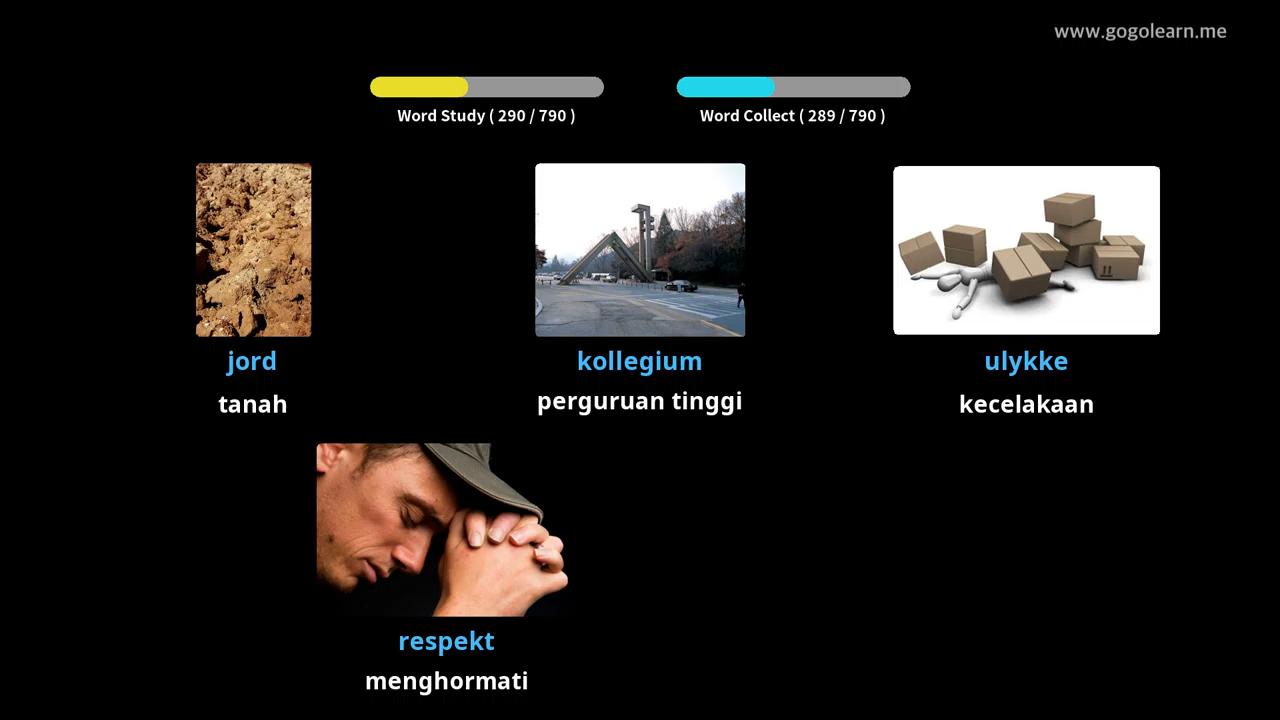 www.gogolearn.me
Word Study ( 290 / 790 )
Word Collect ( 289 / 790 )
jord
tanah
kollegium
perguruan tinggi
ulykke
kecelakaan
respekt
menghormati